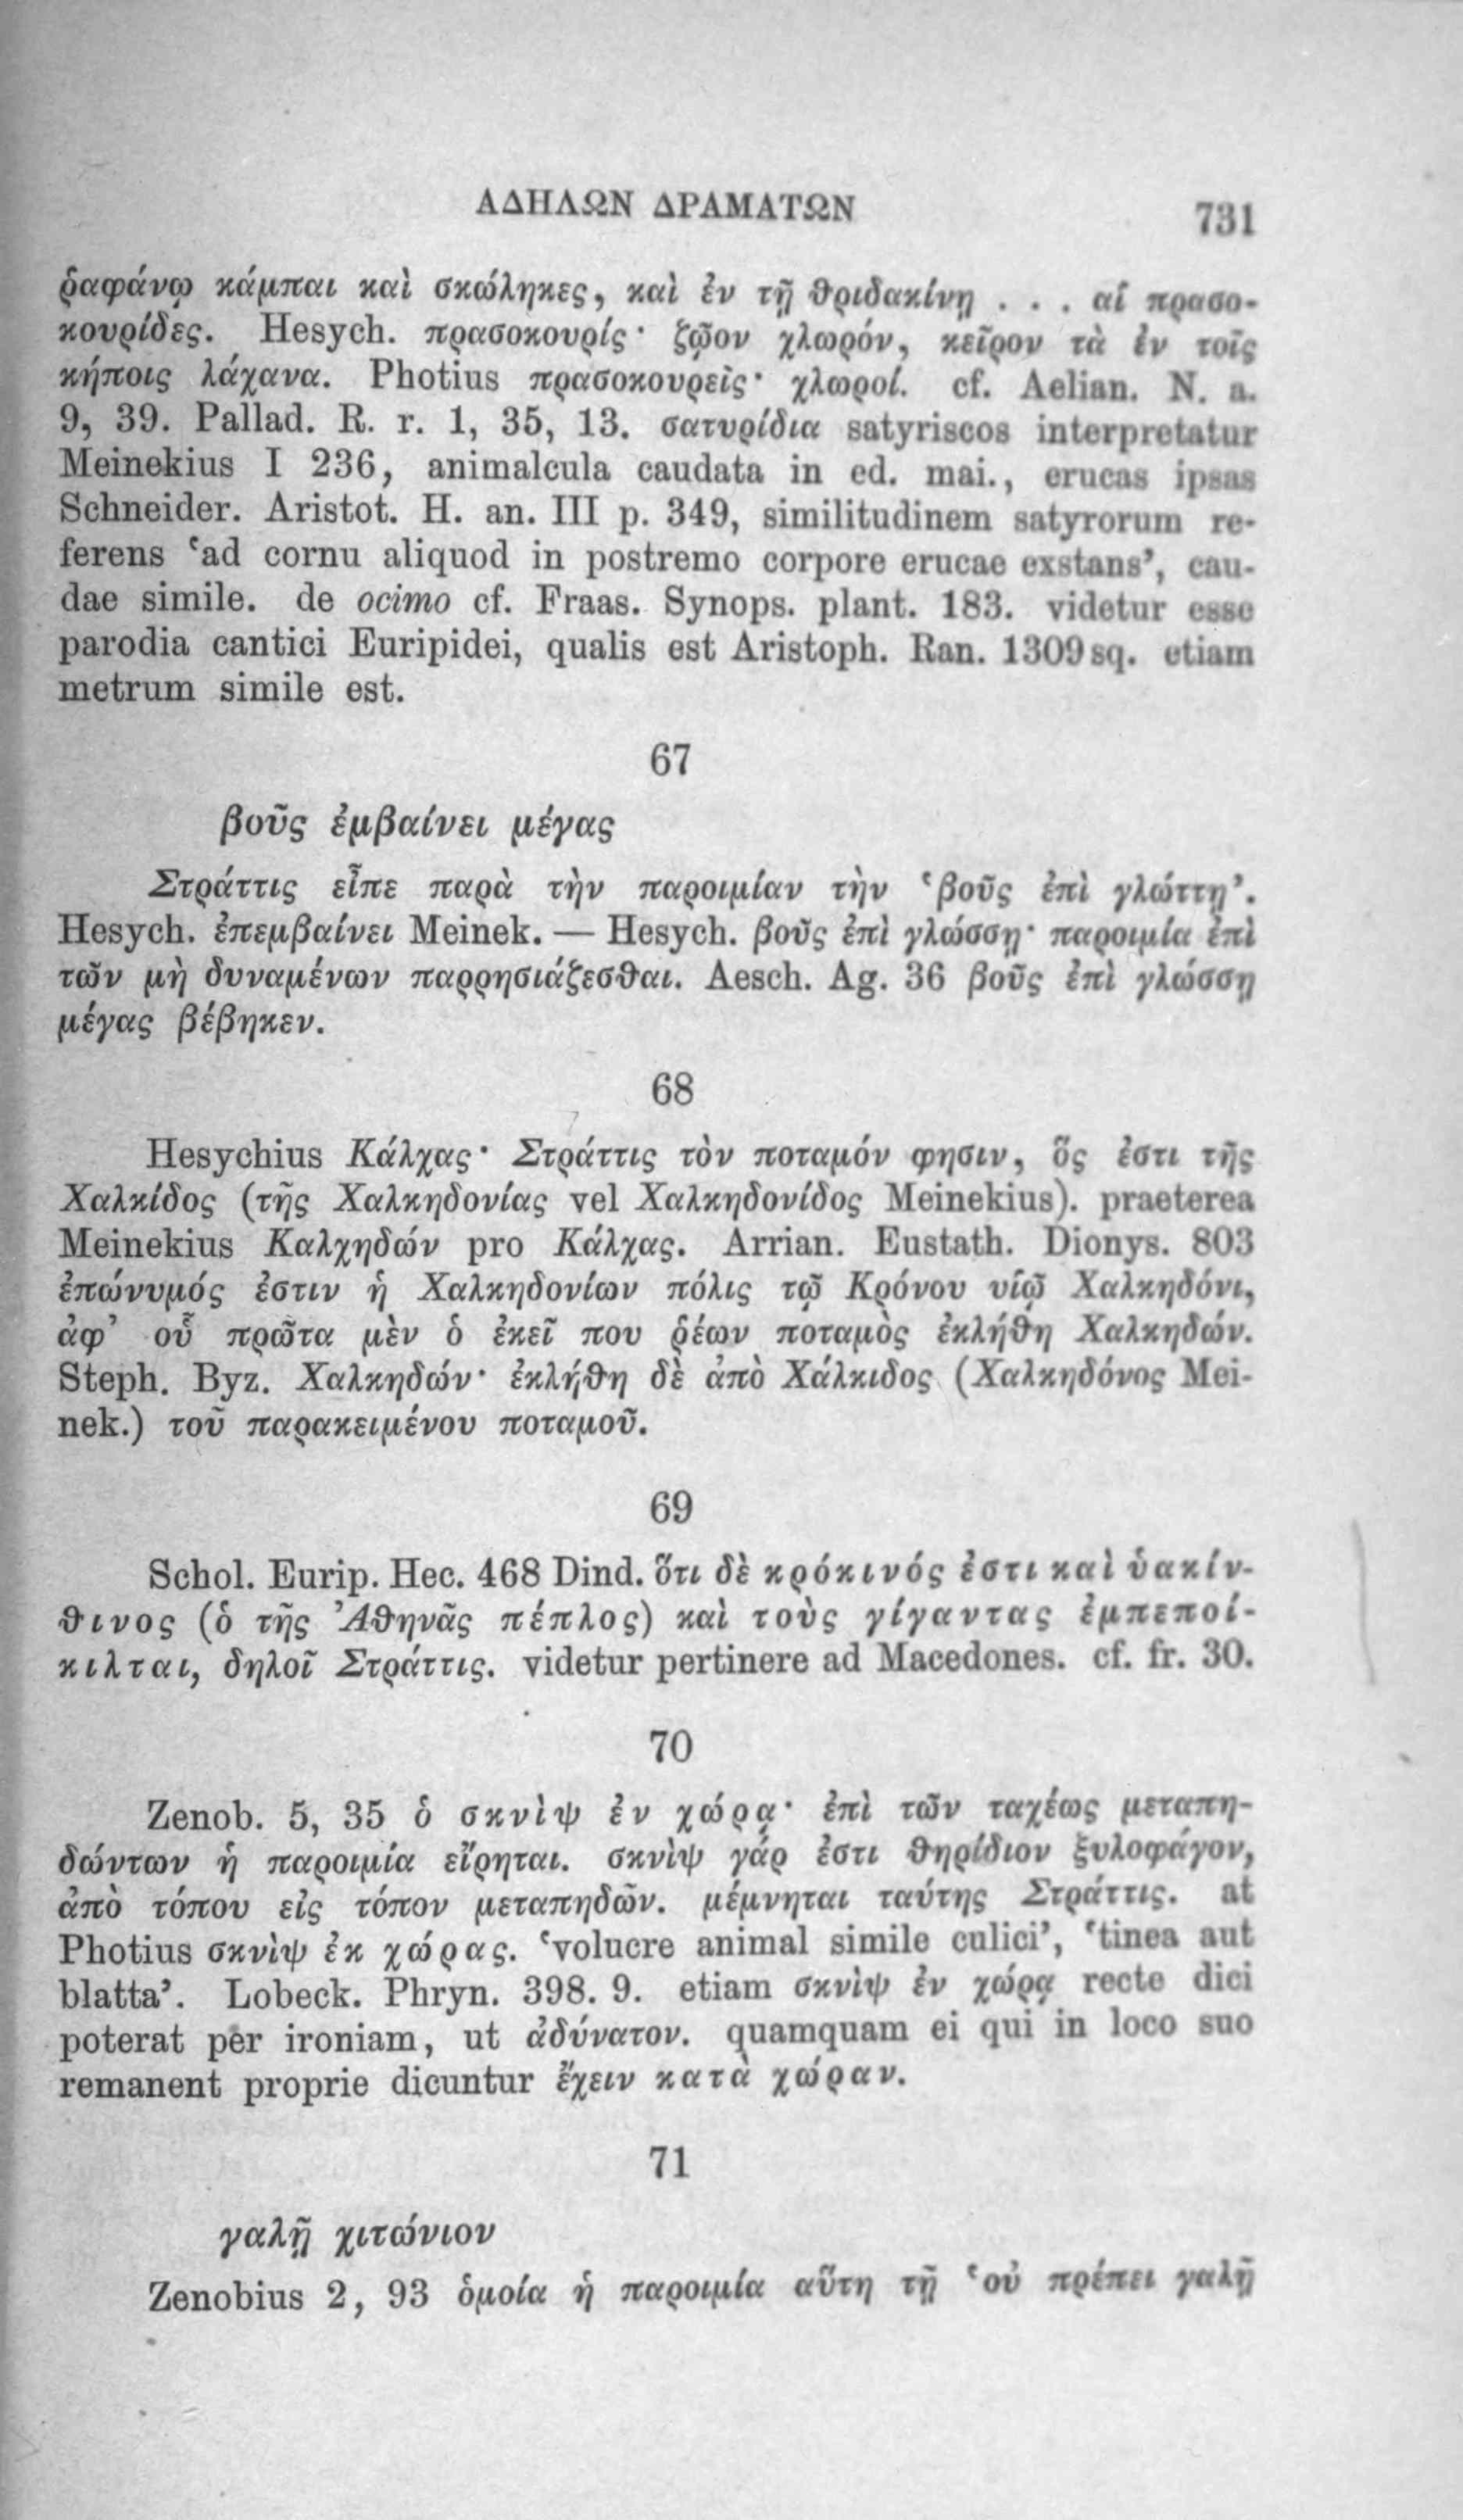 ΑΔΗΛΩΝ ΔΡΑΜΑΤΩΝ 731
ῥαφάνῳ κάμπαι καὶ σκώληκες, καὶ ἐν τῇ θριδακίνῃ . . . αἱ πρασο-
κουρίδες. Hesych. πρασοκουρίς· ζῷον χλωρόν, κεῖρον τὰ ἐν τοῖς
κήποις λάχανα. Photius πρασοκουρεῖς· χλωροί. cf. Aelian. N. a.
9, 39. Pallad. R. r. 1, 35, 13. σατυρίδια satyriscos interpretatur
Meinekius I 236, animalcula caudata in ed. mai., erucas ipsas
Schneider. Aristot. H. an. III p. 349, similitudinem satyrorum re-
ferens ‘ad cornu aliquod in postremo corpore erucae exstans’, cau-
dae simile. de ocimo cf. Fraas. Synops. plant. 183. videtur esse
parodia cantici Euripidei, qualis est Aristoph. Ran. 1309 sq. etiam
metrum simile est.
67
βοῦς ἐμβαίνει μέγας
Στράττις εἶπε παρὰ τὴν παροιμίαν τὴν ‘βοῦς ἐπὶ γλώττῃ’.
Hesych. ἐπεμβαίνει Meinek. — Hesych. βοῦς ἐπὶ γλώσσῃ· παροιμία ἐπὶ
τῶν μὴ δυναμένων παρρησιάζεσθαι. Aesch. Ag. 36 βοῦς ἐπὶ γλώσσῃ
μέγας βέβηκεν.
68
Hesychius Κάλχας· Στράττις τὸν ποταμόν φησιν, ὅς ἐστι τῆς
Χαλκίδος (τῆς Χαλκηδονίας vel Χαλκηδονίδος Meinekius). praeterea
Meinekius Καλχηδών pro Κάλχας. Arrian. Eustath. Dionys. 803
ἐπώνυμός ἐστιν ἡ Χαλκηδονίων πόλις τῷ Κρόνου υἱῷ Χαλκηδόνι,
ἀφ’ οὗ πρῶτα μὲν ὁ ἐκεῖ που ῥέων ποταμὸς ἐκλήθη Χαλκηδών.
Steph. Byz. Χαλκηδών· ἐκλήθη δὲ ἀπὸ Χάλκιδος (Χαλκηδόνος Mei-
nek.) τοῦ παρακειμένου ποταμοῦ.
69
Schol. Eurip. Hec. 468 Dind. ὅτι δὲ κρόκινός ἐστι καὶ ὑακίν-
θινος (ὁ τῆς Ἀθηνᾶς πέπλος) καὶ τοὺς γίγαντας ἐμπεποί-
κιλται, δηλοῖ Στράττις. videtur pertinere ad Macedones. cf. fr. 30.
70
Zenob. 5, 35 ὁ σκνὶψ ἐν χώρᾳ· ἐπὶ τῶν ταχέως μεταπη-
δώντων ἡ παροιμία εἴρηται. σκνὶψ γάρ ἐστι θηρίδιον ξυλοφάγον,
ἀπὸ τόπου εἰς τόπον μεταπηδῶν. μέμνηται ταύτης Στράττις. at
Photius σκνὶψ ἐκ χώρας. ‘volucre animal simile culici’, ‘tinea aut
blatta’. Lobeck. Phryn. 398. 9. etiam σκνὶψ ἐν χώρᾳ recte dici
poterat per ironiam, ut ἀδύνατον. quamquam ei qui in loco suo
remanent proprie dicuntur ἔχειν κατὰ χώραν.
71
γαλῇ χιτώνιον
Zenobius 2, 93 ὁμοία ἡ παροιμία αὕτη τῇ ‘οὐ πρέπει γαλῇ